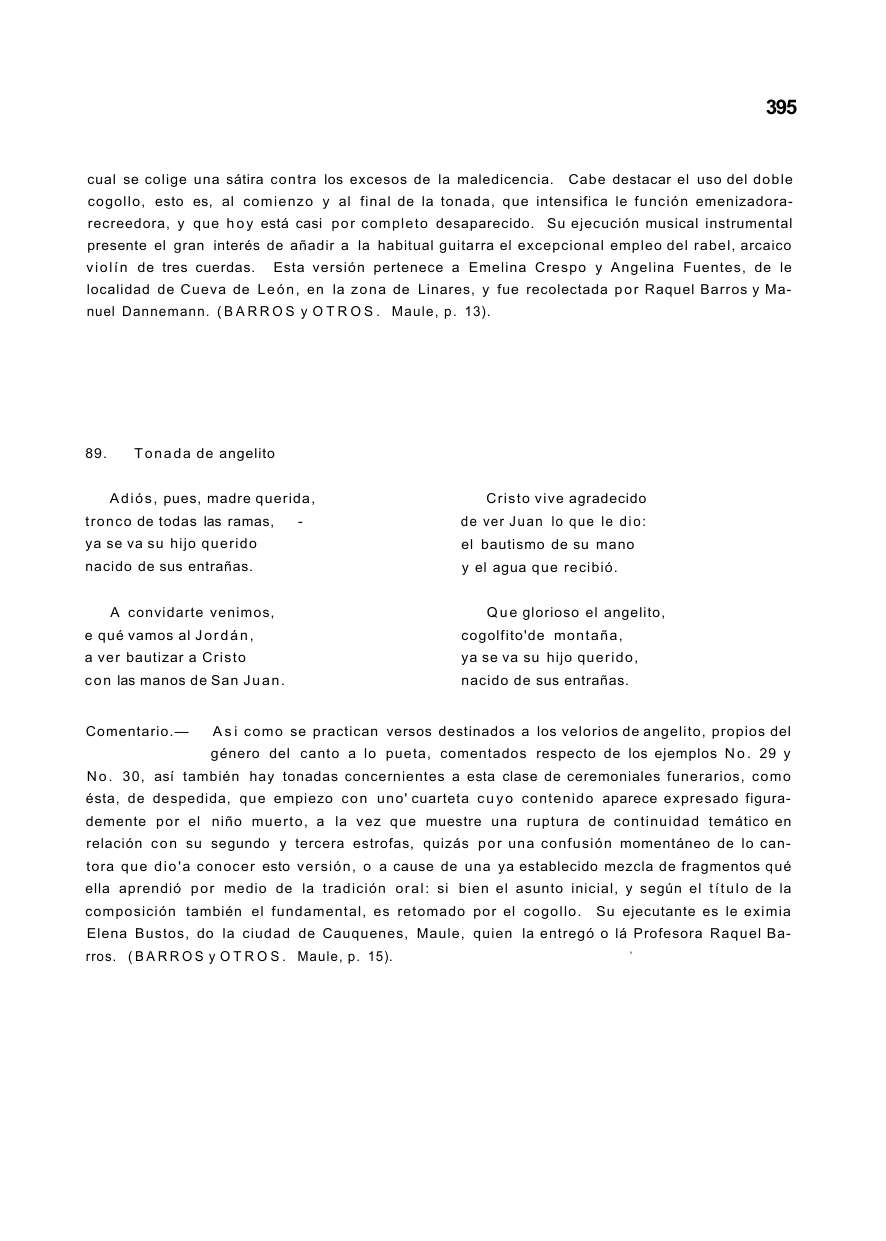 395
cual se colige una sátira contra los excesos de la maledicencia. Cabe destacar el uso del doble
cogollo, esto es, al comienzo y al final de la tonada, que intensifica le función emenizadora-
recreedora, y que hoy está casi por completo desaparecido. Su ejecución musical instrumental
presente el gran interés de añadir a la habitual guitarra el excepcional empleo del rabel, arcaico
violín de tres cuerdas. Esta versión pertenece a Emelina Crespo y Angelina Fuentes, de le
localidad de Cueva de León, en la zona de Linares, y fue recolectada por Raquel Barros y Ma-
nuel Dannemann. (BARROS y OTROS. Maule, p. 13).
89. Tonada de angelito
Adiós, pues, madre querida,
tronco de todas las ramas, -
ya se va su hijo querido
nacido de sus entrañas.
A convidarte venimos,
e qué vamos al Jordán,
a ver bautizar a Cristo
con las manos de San Juan.
Cristo vive agradecido
de ver Juan lo que le dio:
el bautismo de su mano
y el agua que recibió.
Que glorioso el angelito,
cogolfito'de montaña,
ya se va su hijo querido,
nacido de sus entrañas.
Comentario.— Asi como se practican versos destinados a los velorios de angelito, propios del
género del canto a lo pueta, comentados respecto de los ejemplos No. 29 y
No. 30, así también hay tonadas concernientes a esta clase de ceremoniales funerarios, como
ésta, de despedida, que empiezo con uno' cuarteta cuyo contenido aparece expresado figura-
demente por el niño muerto, a la vez que muestre una ruptura de continuidad temático en
relación con su segundo y tercera estrofas, quizás por una confusión momentáneo de lo can-
tora que dio'a conocer esto versión, o a cause de una ya establecido mezcla de fragmentos qué
ella aprendió por medio de la tradición oral: si bien el asunto inicial, y según el título de la
composición también el fundamental, es retomado por el cogollo. Su ejecutante es le eximia
Elena Bustos, do la ciudad de Cauquenes, Maule, quien la entregó o lá Profesora Raquel Ba-
rros. (BARROS y OTROS. Maule, p. 15).